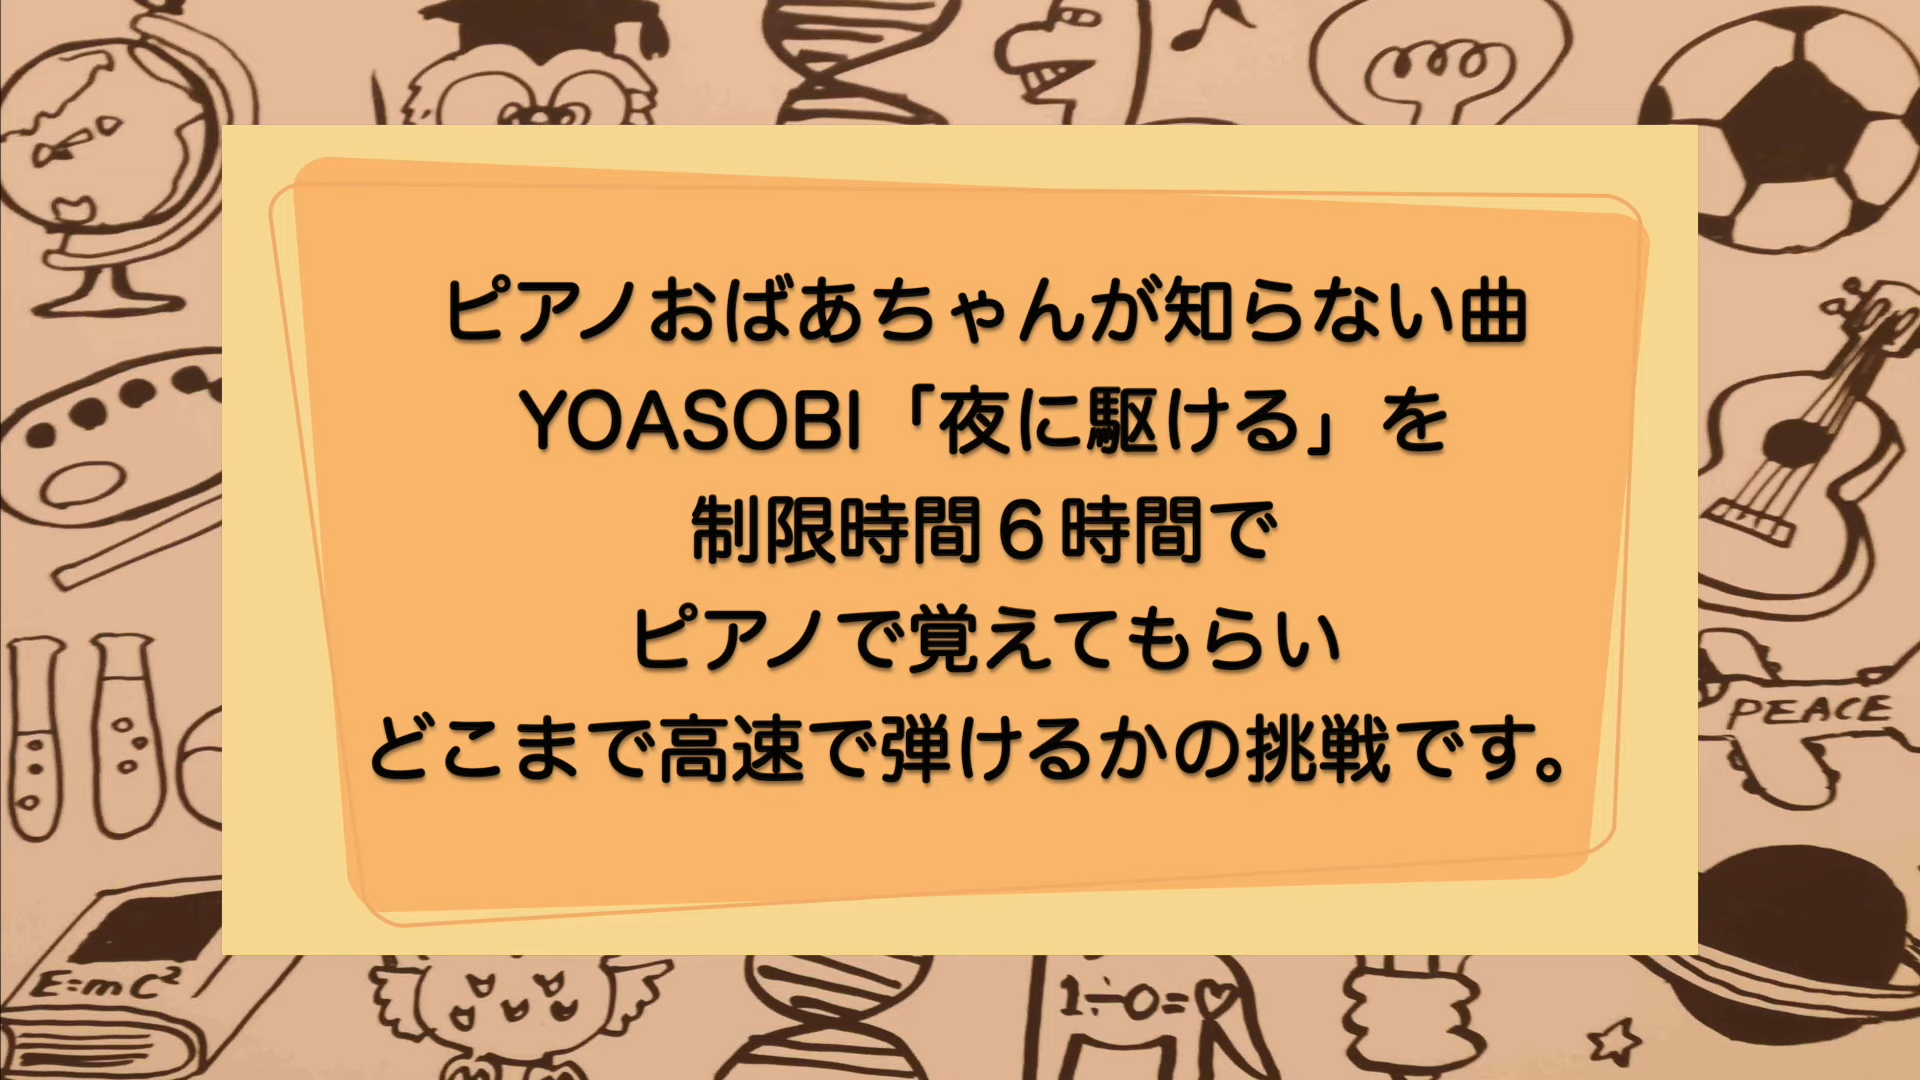 ピアノおばあちゃんが知らない曲
YOASOBI「夜に駆ける」を
制限時間６時間で
ピアノで覚えてもらい
どこまで高速で弾けるかの挑戦です。
PEACE
E=mc²
1÷0=♡